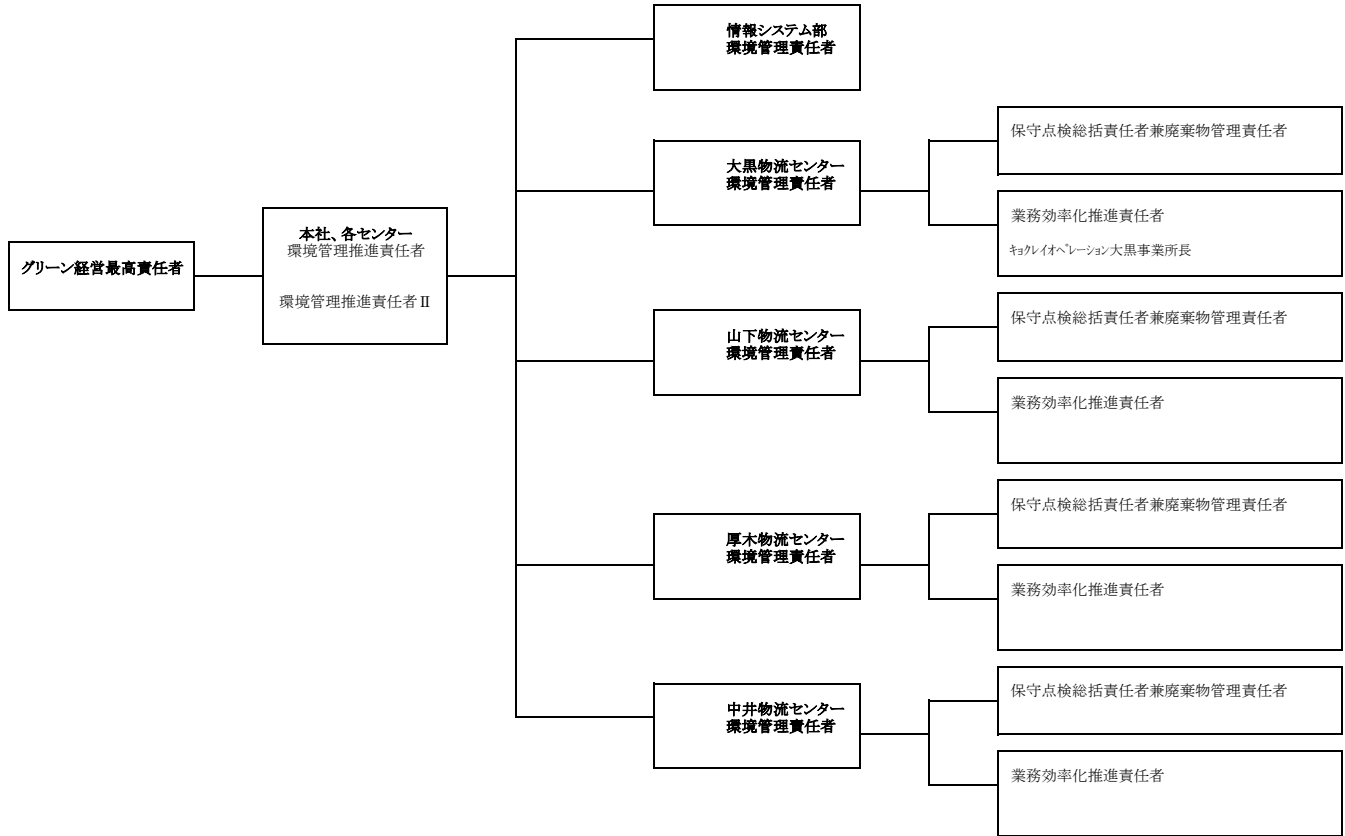 グリーン経営最高責任者
本社、各センター
環境管理推進責任者
環境管理推進責任者Ⅱ
情報システム部
環境管理責任者
大黒物流センター
環境管理責任者
保守点検総括責任者兼廃棄物管理責任者
業務効率化推進責任者
キョクレイオペレーション大黒事業所長
山下物流センター
環境管理責任者
保守点検総括責任者兼廃棄物管理責任者
業務効率化推進責任者
厚木物流センター
環境管理責任者
保守点検総括責任者兼廃棄物管理責任者
業務効率化推進責任者
中井物流センター
環境管理責任者
保守点検総括責任者兼廃棄物管理責任者
業務効率化推進責任者